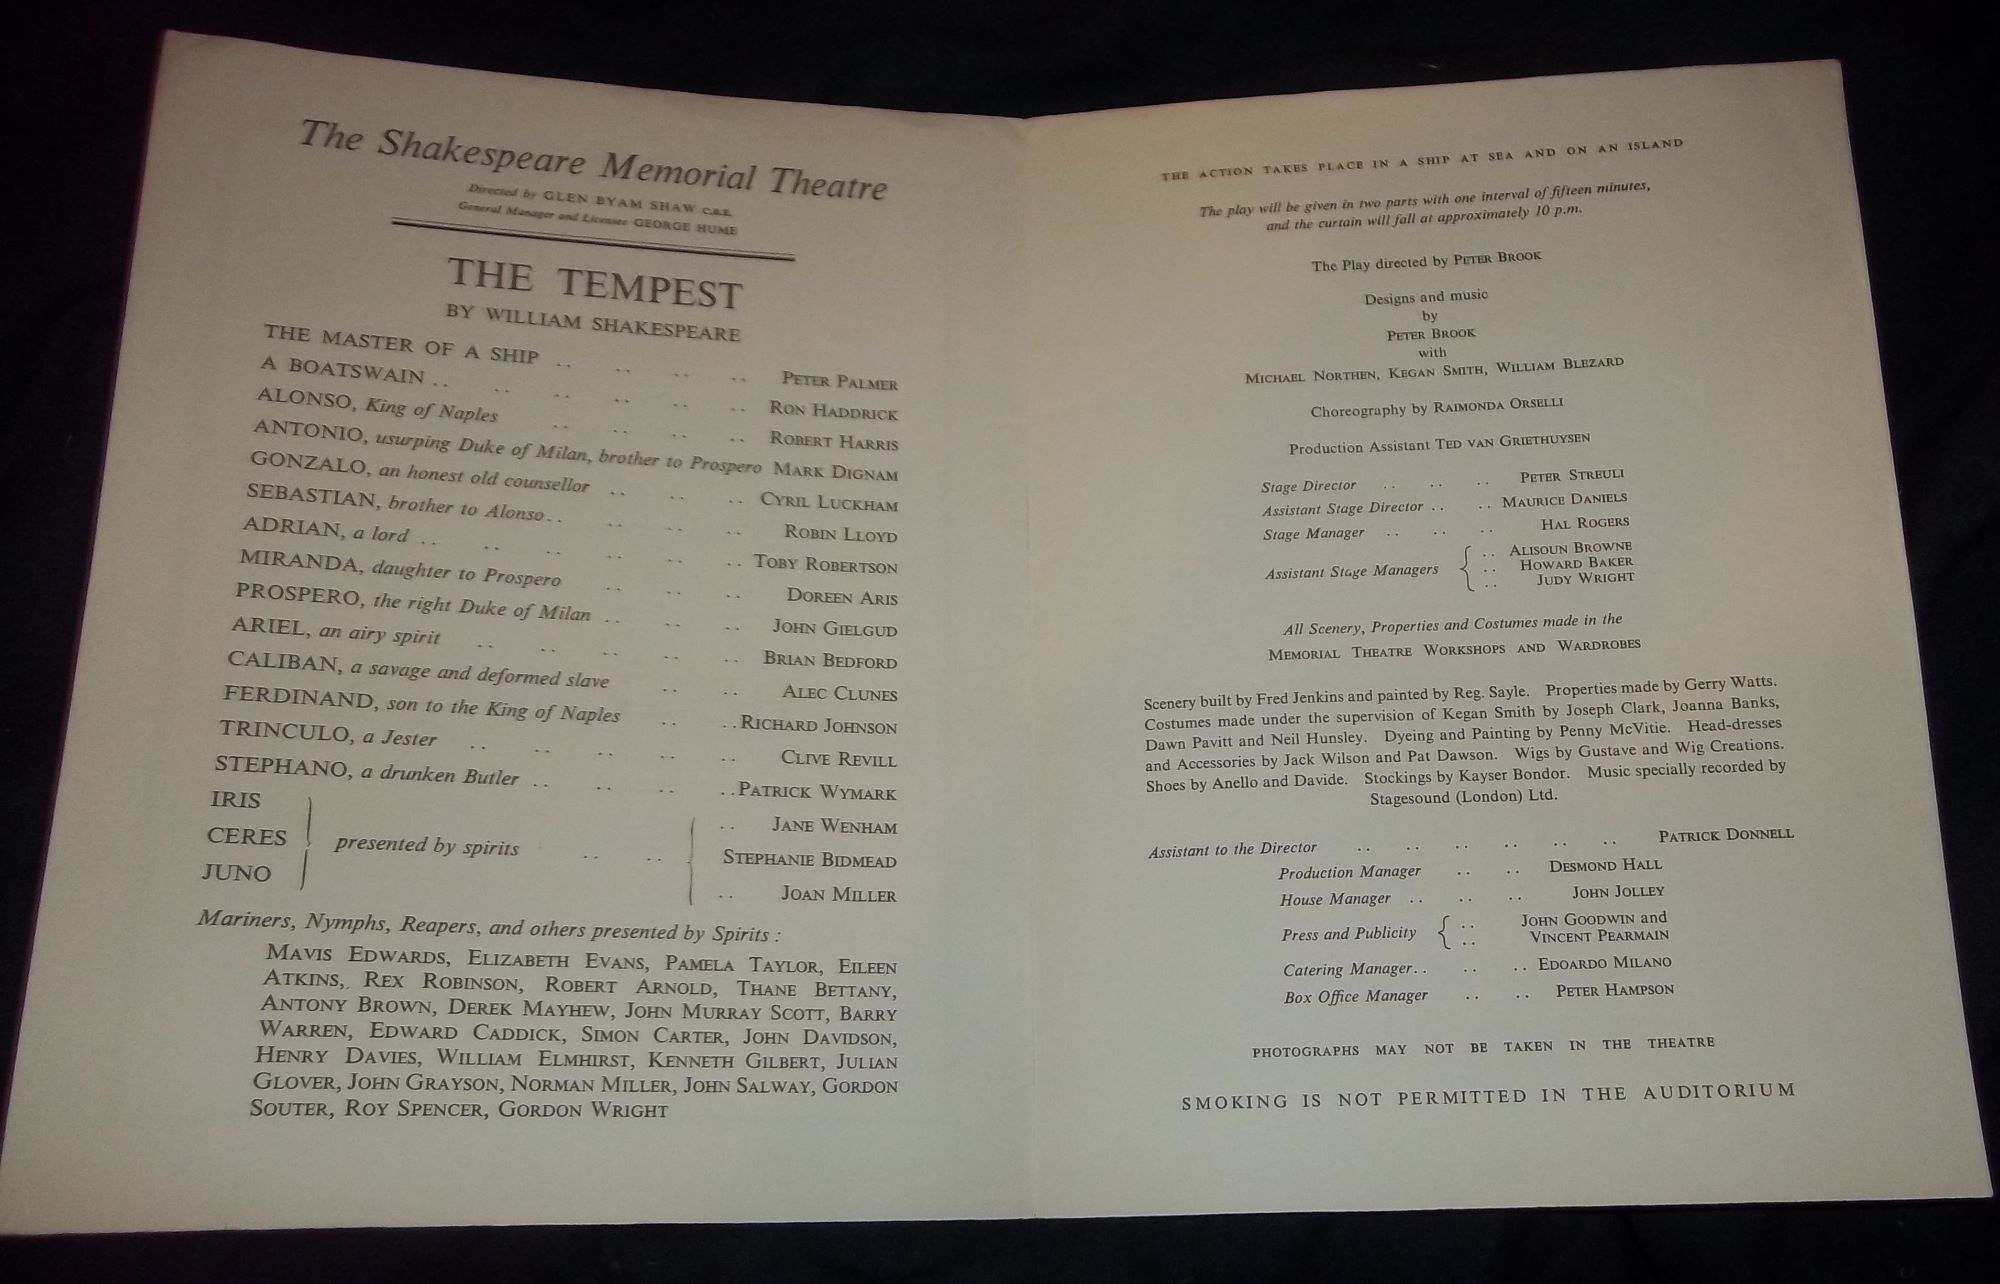 The Shakespeare Memorial Theatre
Directed by GLEN BYAM SHAW C.B.E.
General Manager and Licensee GEORGE HUME
THE TEMPEST
BY WILLIAM SHAKESPEARE
THE MASTER OF A SHIP .. .. .. .. PETER PALMER
A BOATSWAIN .. .. .. .. .. .. RON HADDRICK
ALONSO, King of Naples .. .. .. .. ROBERT HARRIS
ANTONIO, usurping Duke of Milan, brother to Prospero MARK DIGNAM
GONZALO, an honest old counsellor .. .. .. CYRIL LUCKHAM
SEBASTIAN, brother to Alonso.. .. .. .. ROBIN LLOYD
ADRIAN, a lord .. .. .. .. .. .. TOBY ROBERTSON
MIRANDA, daughter to Prospero .. .. .. DOREEN ARIS
PROSPERO, the right Duke of Milan .. .. .. JOHN GIELGUD
ARIEL, an airy spirit .. .. .. .. .. BRIAN BEDFORD
CALIBAN, a savage and deformed slave .. .. ALEC CLUNES
FERDINAND, son to the King of Naples .. .. RICHARD JOHNSON
TRINCULO, a Jester .. .. .. .. .. CLIVE REVILL
STEPHANO, a drunken Butler .. .. .. .. PATRICK WYMARK
IRIS .. JANE WENHAM
CERES presented by spirits .. .. STEPHANIE BIDMEAD
JUNO .. JOAN MILLER
Mariners, Nymphs, Reapers, and others presented by Spirits :
MAVIS EDWARDS, ELIZABETH EVANS, PAMELA TAYLOR, EILEEN
ATKINS, REX ROBINSON, ROBERT ARNOLD, THANE BETTANY,
ANTONY BROWN, DEREK MAYHEW, JOHN MURRAY SCOTT, BARRY
WARREN, EDWARD CADDICK, SIMON CARTER, JOHN DAVIDSON,
HENRY DAVIES, WILLIAM ELMHIRST, KENNETH GILBERT, JULIAN
GLOVER, JOHN GRAYSON, NORMAN MILLER, JOHN SALWAY, GORDON
SOUTER, ROY SPENCER, GORDON WRIGHT
THE ACTION TAKES PLACE IN A SHIP AT SEA AND ON AN ISLAND
The play will be given in two parts with one interval of fifteen minutes,
and the curtain will fall at approximately 10 p.m.
The Play directed by PETER BROOK
Designs and music
by
PETER BROOK
with
MICHAEL NORTHEN, KEGAN SMITH, WILLIAM BLEZARD
Choreography by RAIMONDA ORSELLI
Production Assistant TED VAN GRIETHUYSEN
Stage Director .. .. .. PETER STREULI
Assistant Stage Director .. .. MAURICE DANIELS
Stage Manager .. .. .. HAL ROGERS
.. ALISOUN BROWNE
Assistant Stage Managers .. HOWARD BAKER
.. JUDY WRIGHT
All Scenery, Properties and Costumes made in the
MEMORIAL THEATRE WORKSHOPS AND WARDROBES
Scenery built by Fred Jenkins and painted by Reg. Sayle. Properties made by Gerry Watts.
Costumes made under the supervision of Kegan Smith by Joseph Clark, Joanna Banks,
Dawn Pavitt and Neil Hunsley. Dyeing and Painting by Penny McVitie. Head-dresses
and Accessories by Jack Wilson and Pat Dawson. Wigs by Gustave and Wig Creations.
Shoes by Anello and Davide. Stockings by Kayser Bondor. Music specially recorded by
Stagesound (London) Ltd.
Assistant to the Director .. .. .. .. .. .. PATRICK DONNELL
Production Manager .. .. DESMOND HALL
House Manager .. .. .. JOHN JOLLEY
Press and Publicity .. JOHN GOODWIN and
.. VINCENT PEARMAIN
Catering Manager.. .. .. EDOARDO MILANO
Box Office Manager .. .. PETER HAMPSON
PHOTOGRAPHS MAY NOT BE TAKEN IN THE THEATRE
SMOKING IS NOT PERMITTED IN THE AUDITORIUM